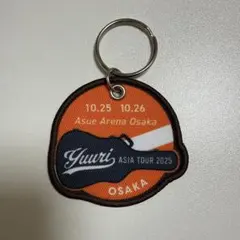 10.25 10.26
Asue Arena Osaka
Yuuri ASIA TOUR 2025
OSAKA